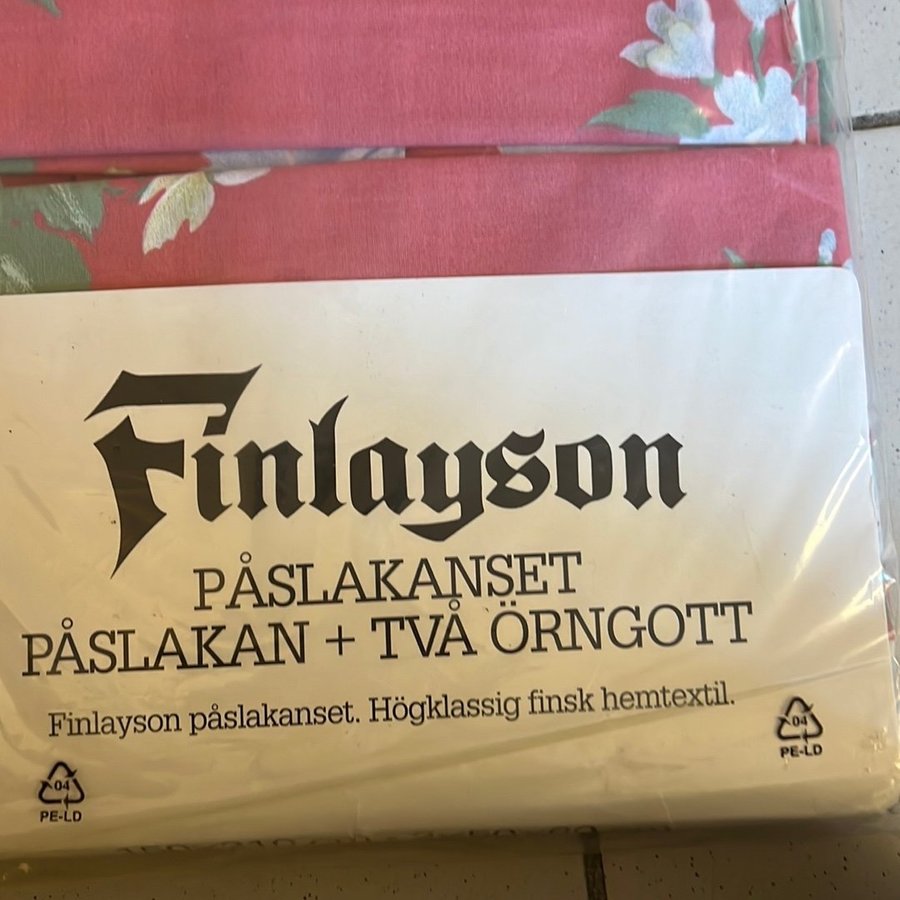 Finlayson
PÅSLAKANSET
PÅSLAKAN + TVÅ ÖRNGOTT
Finlayson påslakanset. Högklassig finsk hemtextil.
04
PE-LD
04
PE-LD